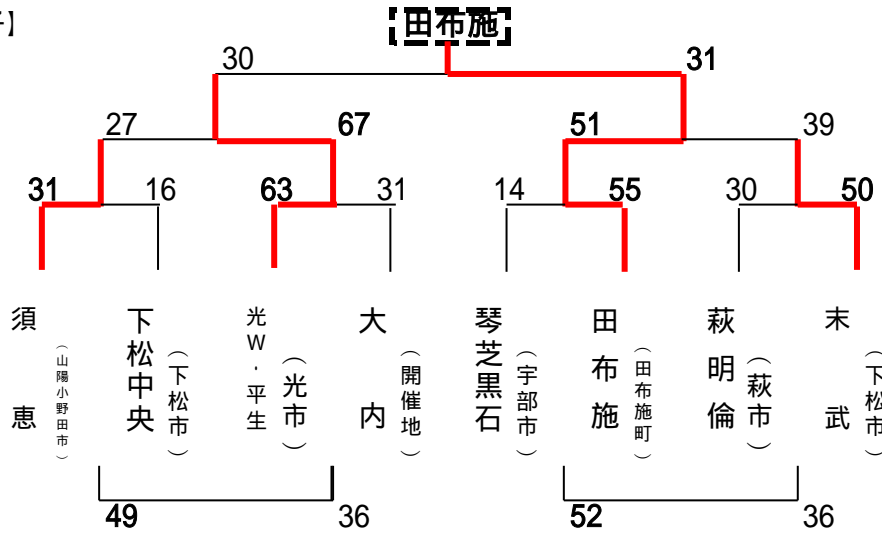 田布施
30 31
27 67 51 39
31 16 63 31 14 55 30 50
須恵
（山陽小野田市）
下松中央
（下松市）
光W・平生
（光市）
大内
（開催地）
琴芝黒石
（宇部市）
田布施
（田布施町）
萩明倫
（萩市）
末武
（下松市）
49 36 52 36